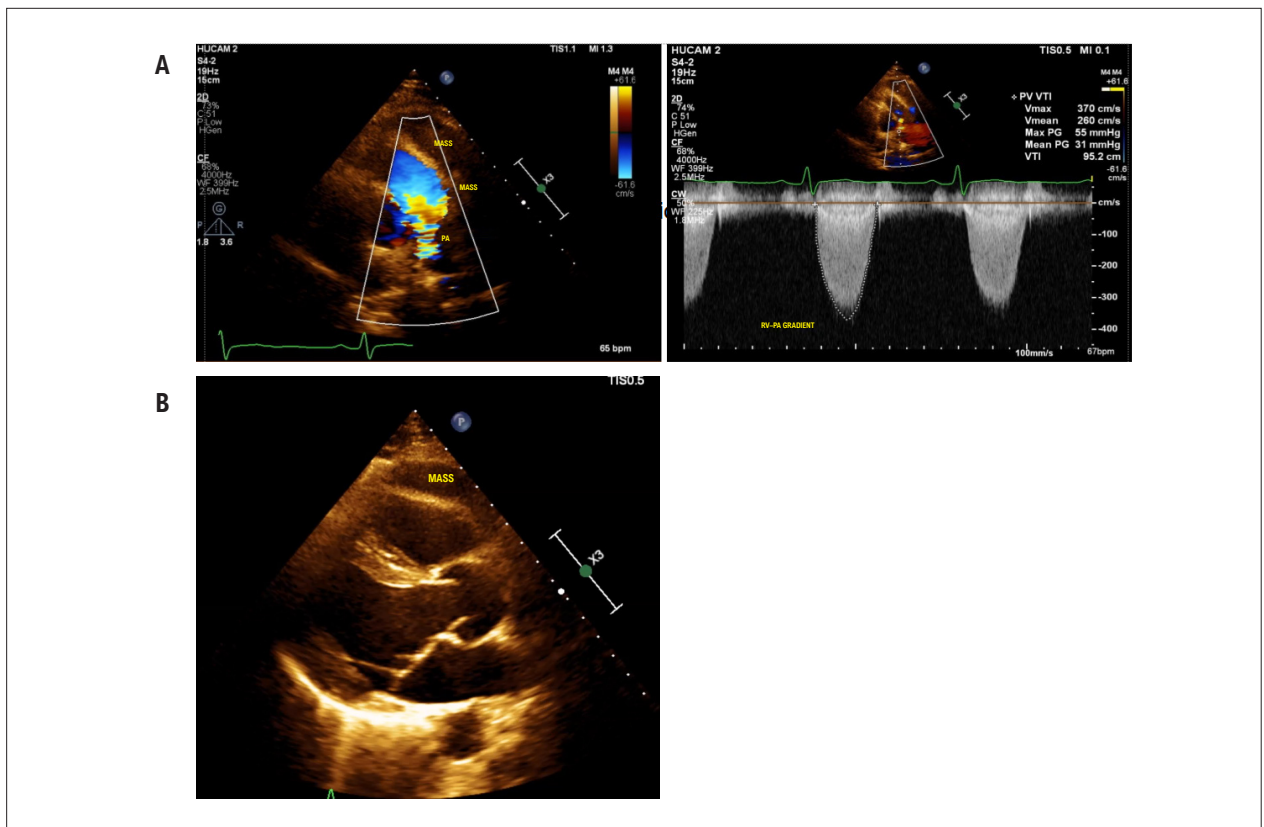 A
HUCAM 2
TIS1.1 MI 1.3
S4-2
19Hz
15cm
2D
73%
C 51
P Low
HGen
CF
68%
4000Hz
WF 399Hz
2.5MHz
M4 M4
+61.6
-61.6
cm/s
P
MASS
MASS
X3
PA
G
P R
1.8 3.6
65 bpm
HUCAM 2
TIS0.5 MI 0.1
S4-2
19Hz
15cm
2D
74%
C 51
P Low
HGen
CF
68%
4000Hz
WF 399Hz
2.5MHz
CW
50%
WF 225Hz
1.8MHz
P
X3
M4 M4
+61.6
-61.6
cm/s
PV VTI
Vmax 370 cm/s
Vmean 260 cm/s
Max PG 55 mmHg
Mean PG 31 mmHg
VTI 95.2 cm
cm/s
-100
-200
-300
-400
RV–PA GRADIENT
100mm/s
67bpm
B
TIS0.5
P
MASS
X3